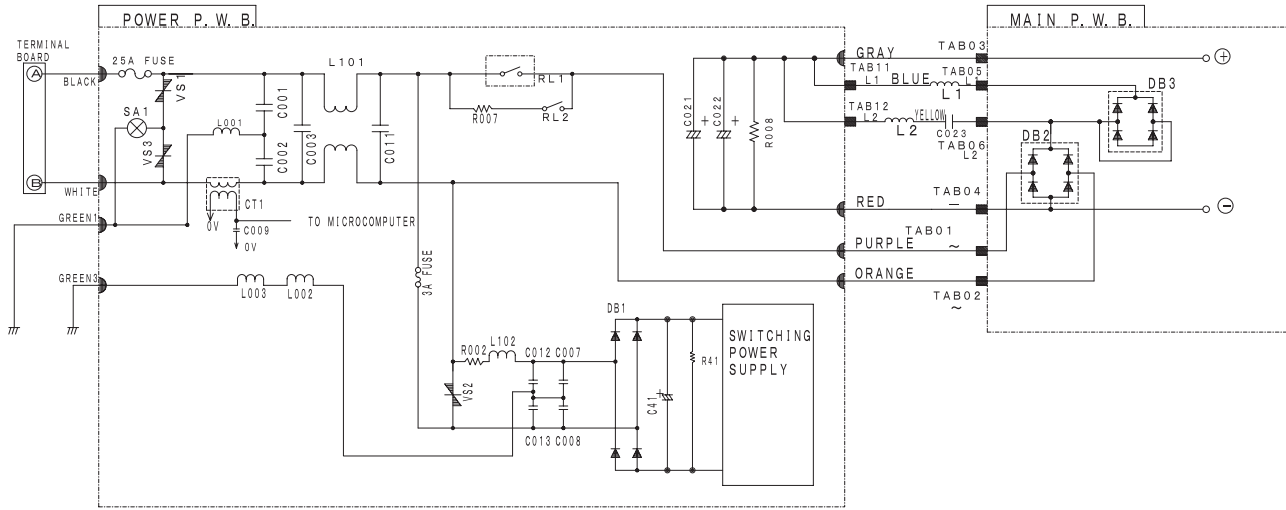 POWER P. W. B.
MAIN P. W. B.
TERMINAL
BOARD
25A FUSE
L101
GRAY
TAB03
+
A
BLACK
VS1
RL1
TAB11
L1
BLUE
TAB05
L1
L1
DB3
SA1
C001
R007
RL2
C021
+
C022
+
R008
TAB12
L2
L2
YELLOW
C023
TAB06
L2
DB2
L001
C003
C011
VS3
C002
B
WHITE
CT1
TAB04
RED
—
−
GREEN1
0V
C009
0V
TO MICROCOMPUTER
TAB01
PURPLE
~
GREEN3
3A FUSE
ORANGE
TAB02
~
L003
L002
DB1
SWITCHING
POWER
SUPPLY
L102
R002
C012 C007
R41
VS2
C41
+
C013 C008